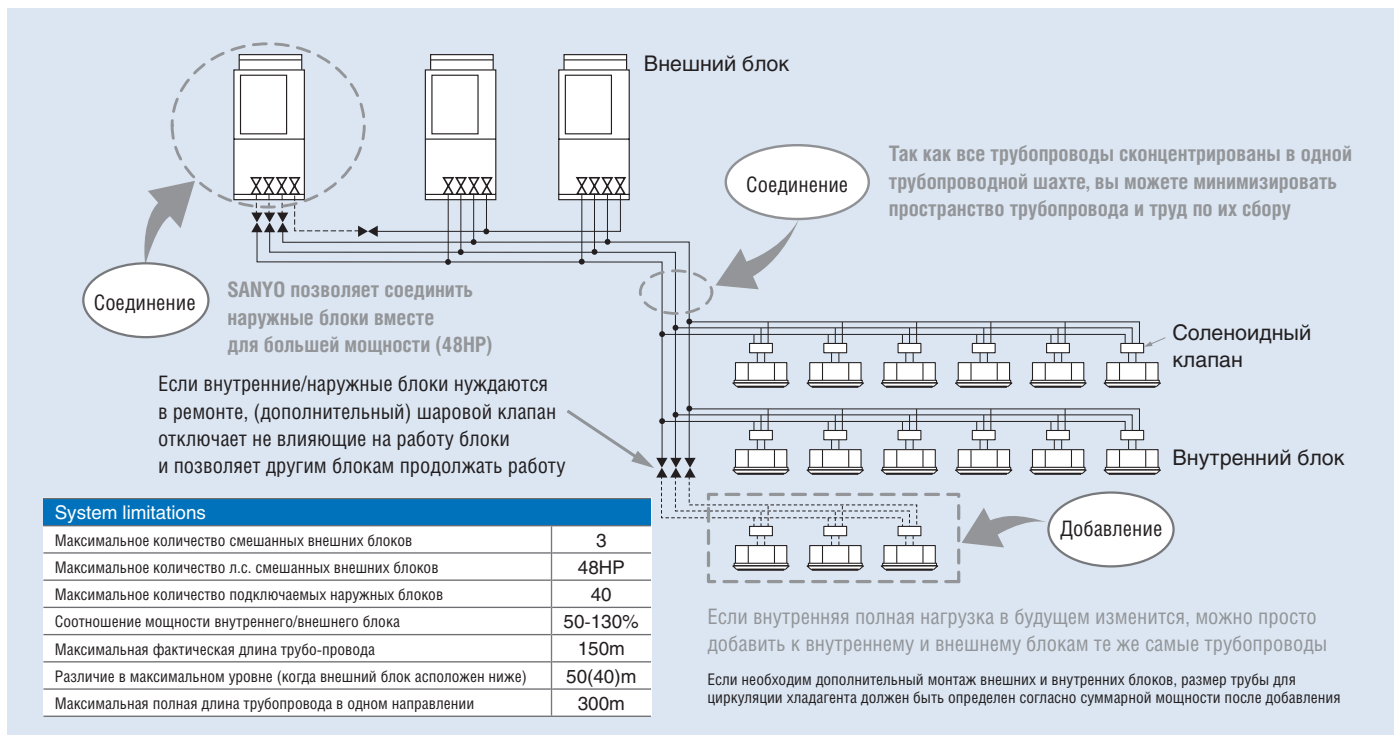 Внешний блок
Соединение
Так как все трубопроводы сконцентрированы в одной
трубопроводной шахте, вы можете минимизировать
пространство трубопровода и труд по их сбору
Соединение
SANYO позволяет соединить
наружные блоки вместе
для большей мощности (48HP)
Соленоидный
клапан
Если внутренние/наружные блоки нуждаются
в ремонте, (дополнительный) шаровой клапан
отключает не влияющие на работу блоки
и позволяет другим блокам продолжать работу
Внутренний блок
System limitations
Максимальное количество смешанных внешних блоков 3
Максимальное количество л.с. смешанных внешних блоков 48HP
Максимальное количество подключаемых наружных блоков 40
Соотношение мощности внутреннего/внешнего блока 50-130%
Максимальная фактическая длина трубо-провода 150m
Различие в максимальном уровне (когда внешний блок асположен ниже) 50(40)m
Максимальная полная длина трубопровода в одном направлении 300m
Добавление
Если внутренняя полная нагрузка в будущем изменится, можно просто
добавить к внутреннему и внешнему блокам те же самые трубопроводы
Если необходим дополнительный монтаж внешних и внутренних блоков, размер трубы для
циркуляции хладагента должен быть определен согласно суммарной мощности после добавления